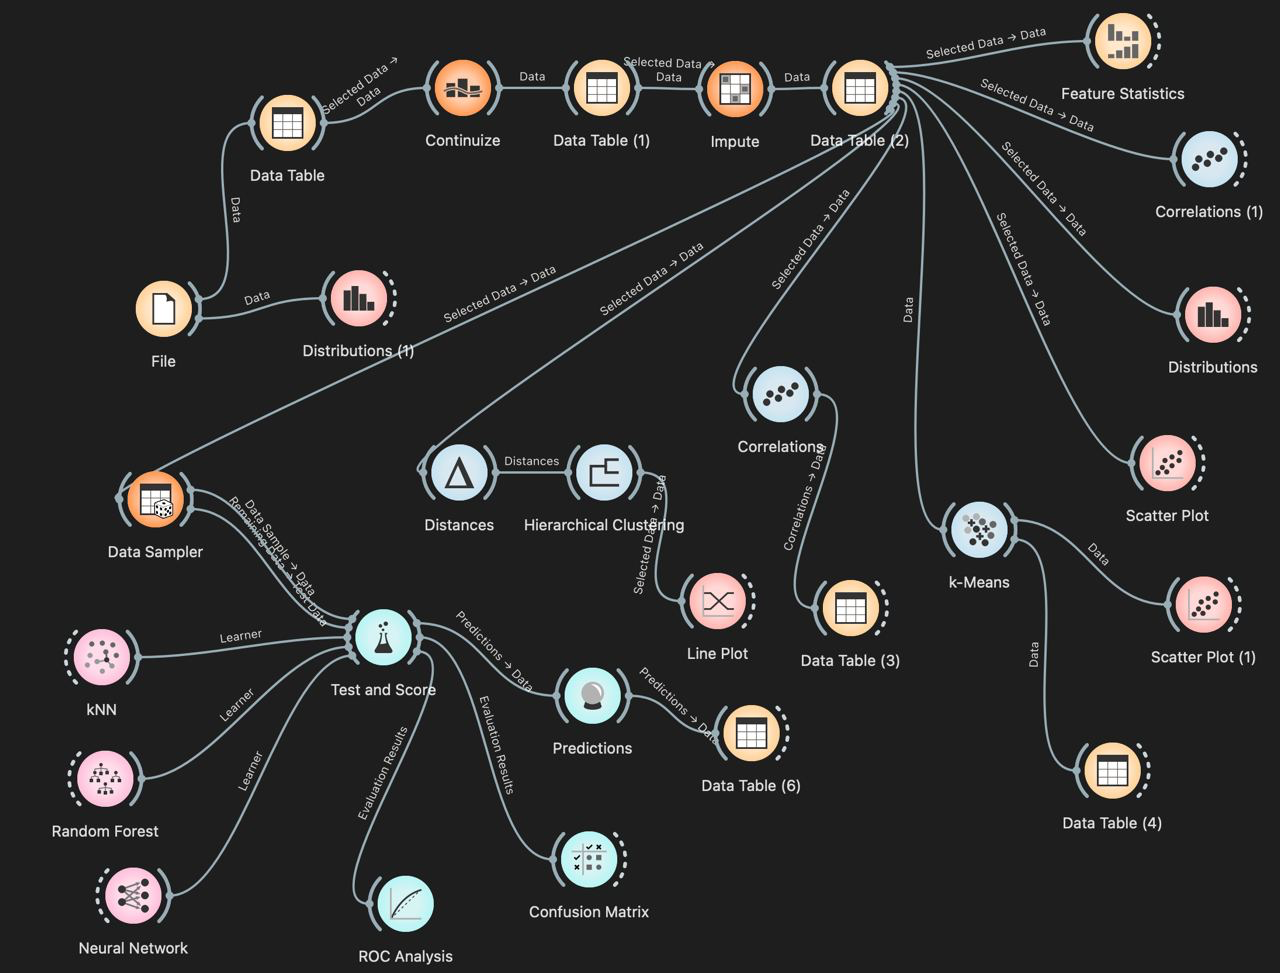 Selected Data → Data
Feature Statistics
Selected Data →
Data
Continuize
Data
Data Table (1)
Selected Data →
Data
Impute
Data
Data Table (2)
Selected Data → Data
Correlations (1)
Data Table
Data
Selected Data → Data
Distributions
File
Data
Distributions (1)
Selected Data → Data
Selected Data → Data
Selected Data → Data
Data
Selected Data → Data
Scatter Plot
Data Sampler
Distances
Distances
Hierarchical Clustering
Correlations
Correlations → Data
k-Means
Data
Scatter Plot (1)
Data Sample → Data
Remaining Data → Test Data
Selected Data → Data
Line Plot
Data Table (3)
Data
Data Table (4)
kNN
Learner
Test and Score
Predictions → Data
Predictions
Predictions → Data
Data Table (6)
Random Forest
Learner
Neural Network
Learner
Evaluation Results
ROC Analysis
Evaluation Results
Confusion Matrix